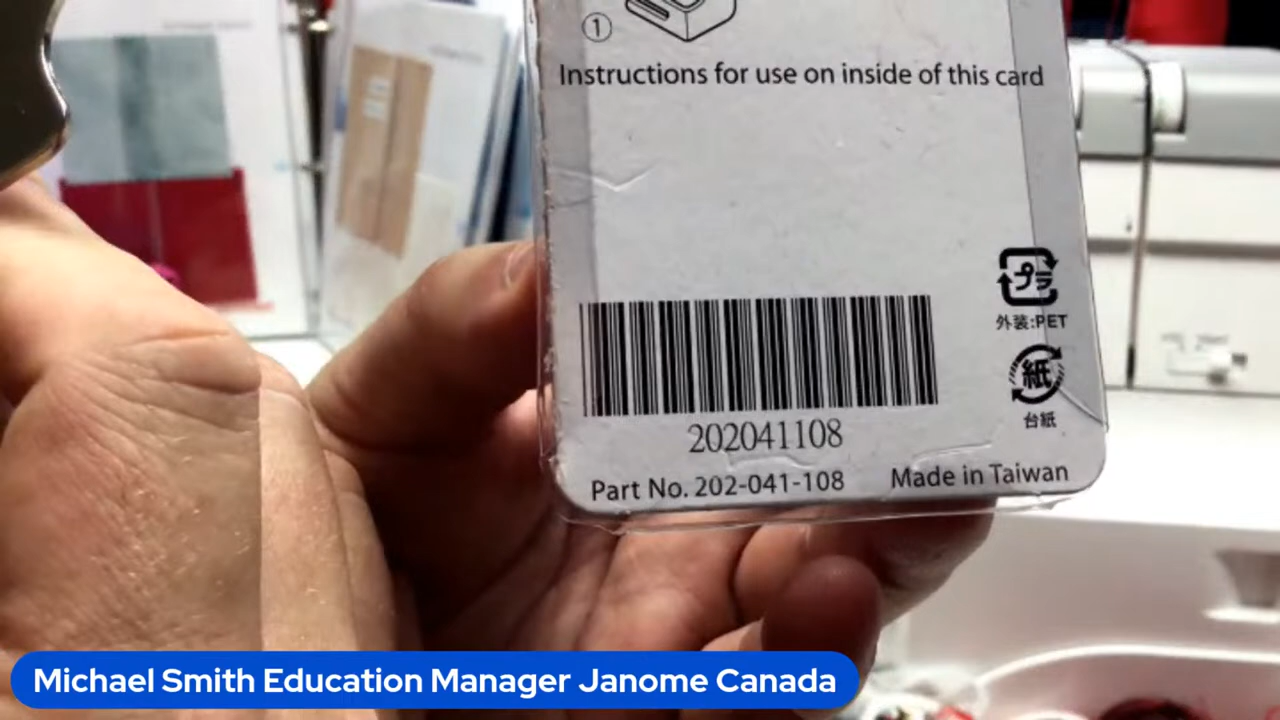 ①
Instructions for use on inside of this card
プラ
外装:PET
紙
台紙
202041108
Part No. 202-041-108 Made in Taiwan
Michael Smith Education Manager Janome Canada